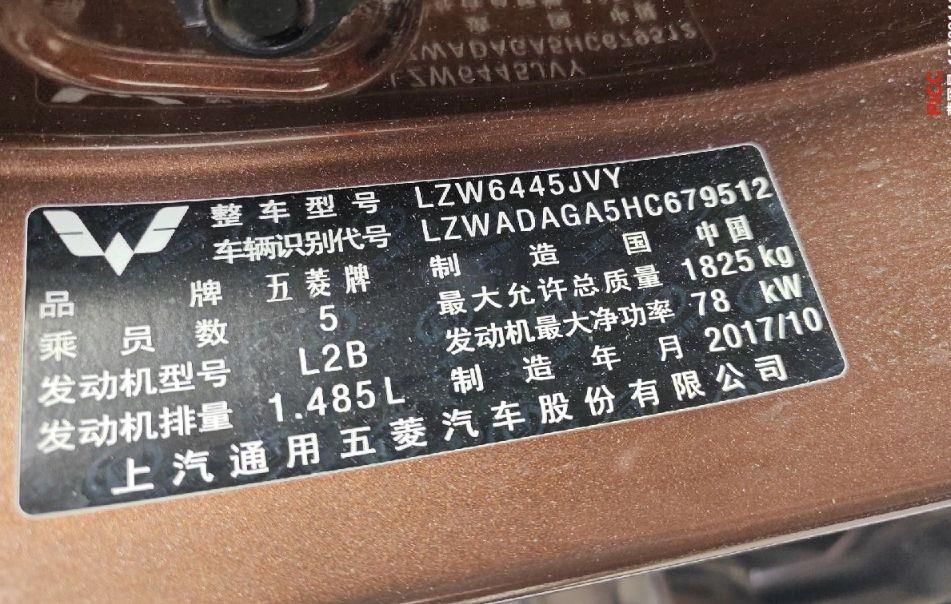 整车型号 LZW6445JVY
车辆识别代号 LZWADAGA5HC679512
品牌 五菱牌 制造国 中国
乘员数 5 最大允许总质量 1825kg
发动机型号 L2B 发动机最大净功率 78 kW
发动机排量 1.485L 制造年月 2017/10
上汽通用五菱汽车股份有限公司
PICC